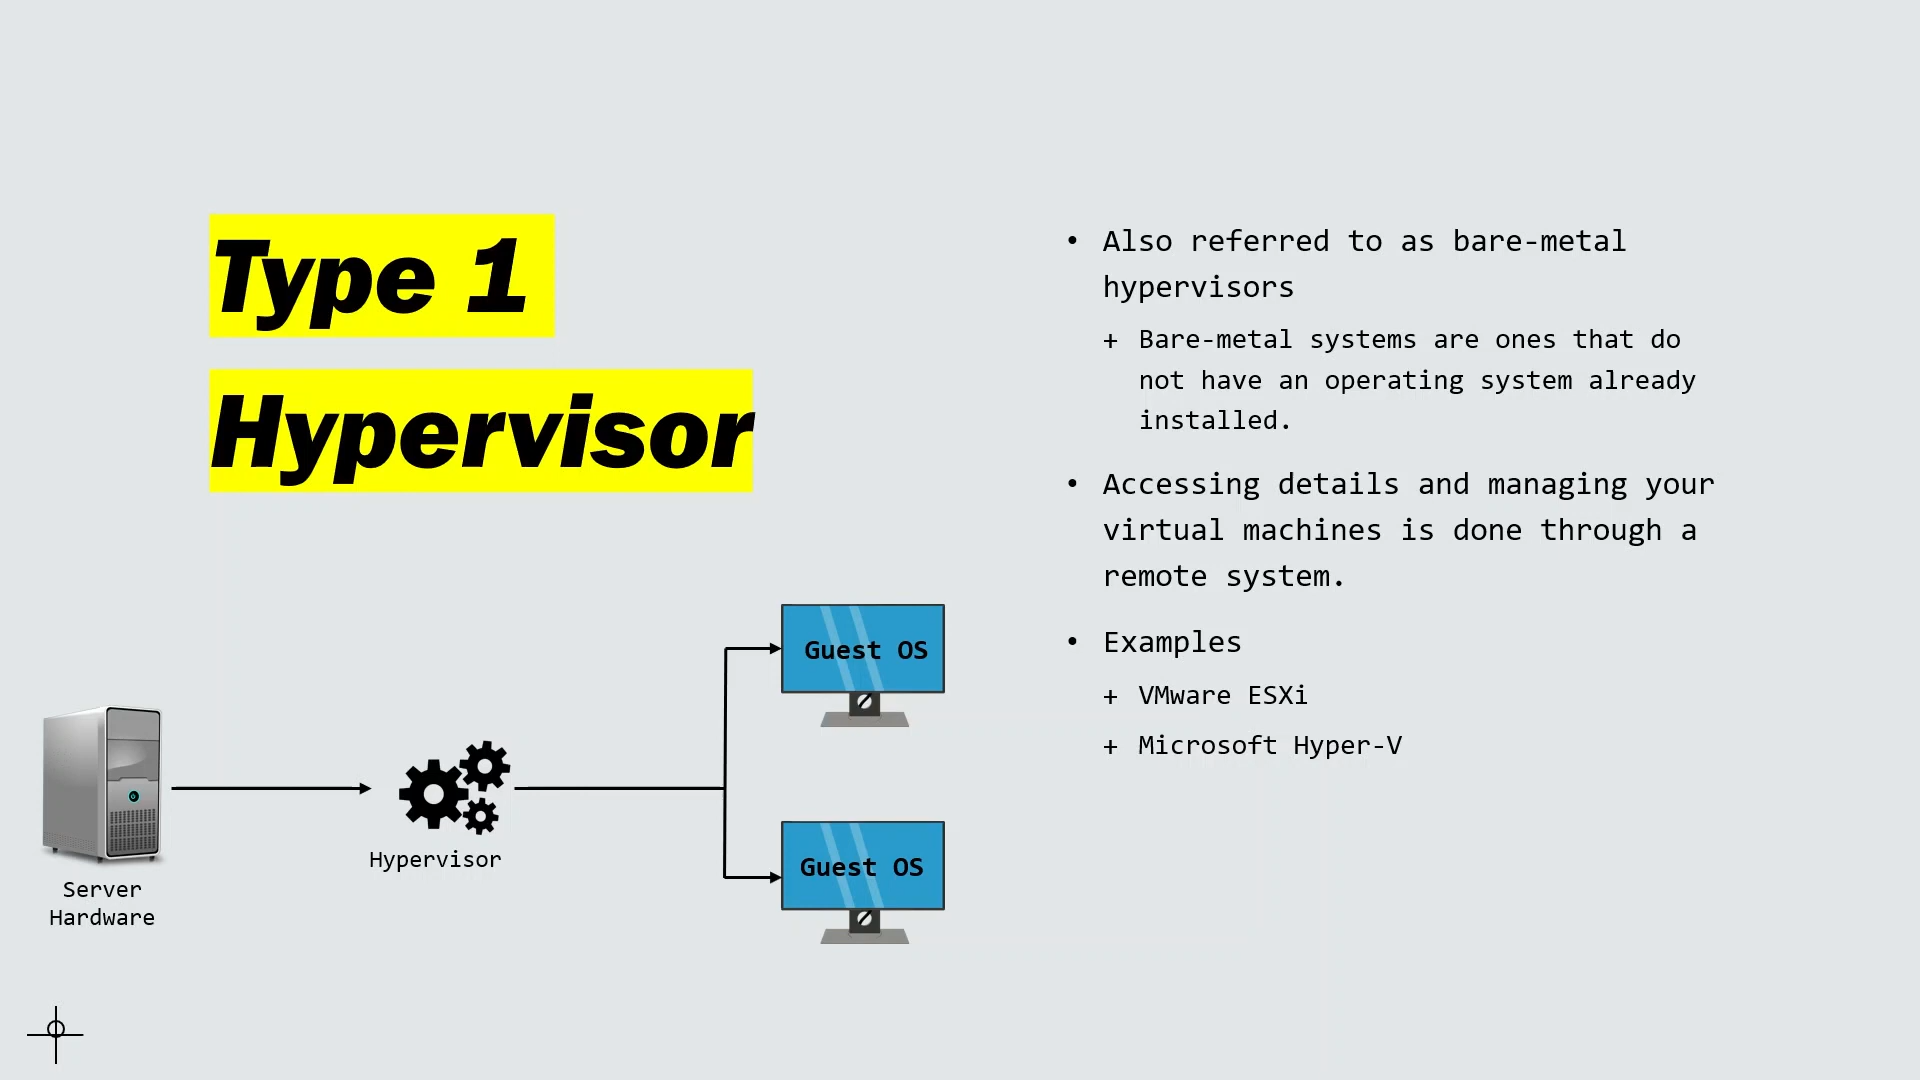 Type 1
Hypervisor
• Also referred to as bare-metal
hypervisors
+ Bare-metal systems are ones that do
not have an operating system already
installed.
• Accessing details and managing your
virtual machines is done through a
remote system.
• Examples
+ VMware ESXi
+ Microsoft Hyper-V
Guest OS
Hypervisor
Guest OS
Server
Hardware